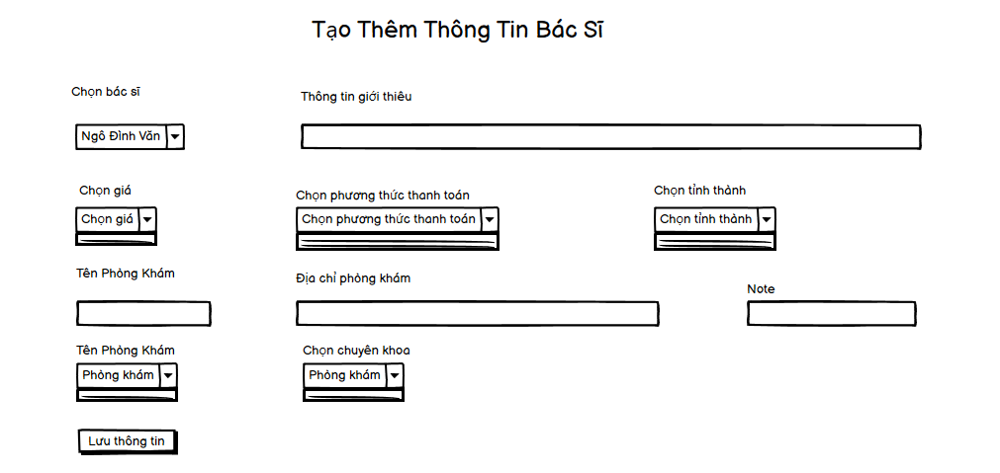 Tạo Thêm Thông Tin Bác Sĩ
Chọn bác sĩ
Thông tin giới thiêu
Ngô Đình Văn
Chọn giá
Chọn phương thức thanh toán
Chọn tỉnh thành
Chọn giá
Chọn phương thức thanh toán
Chọn tỉnh thành
Tên Phòng Khám
Địa chỉ phòng khám
Note
Tên Phòng Khám
Chọn chuyên khoa
Phòng khám
Phòng khám
Lưu thông tin